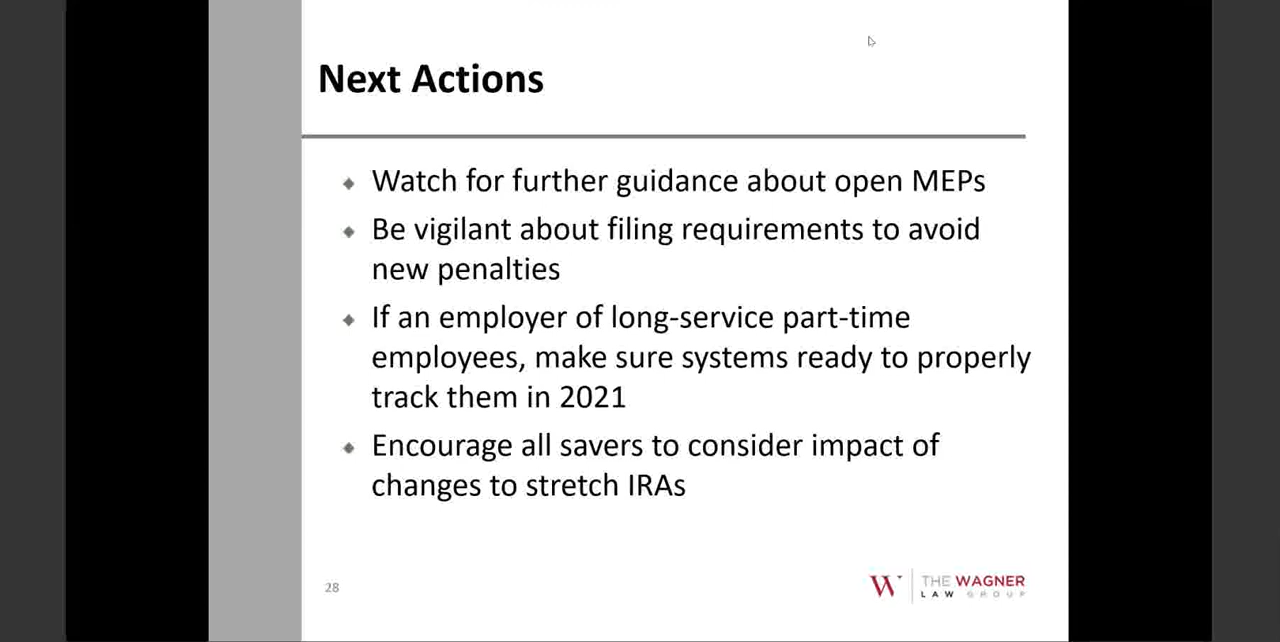 Next Actions
Watch for further guidance about open MEPs
Be vigilant about filing requirements to avoid
new penalties
If an employer of long-service part-time
employees, make sure systems ready to properly
track them in 2021
Encourage all savers to consider impact of
changes to stretch IRAs
28
W THE WAGNER
LAW GROUP